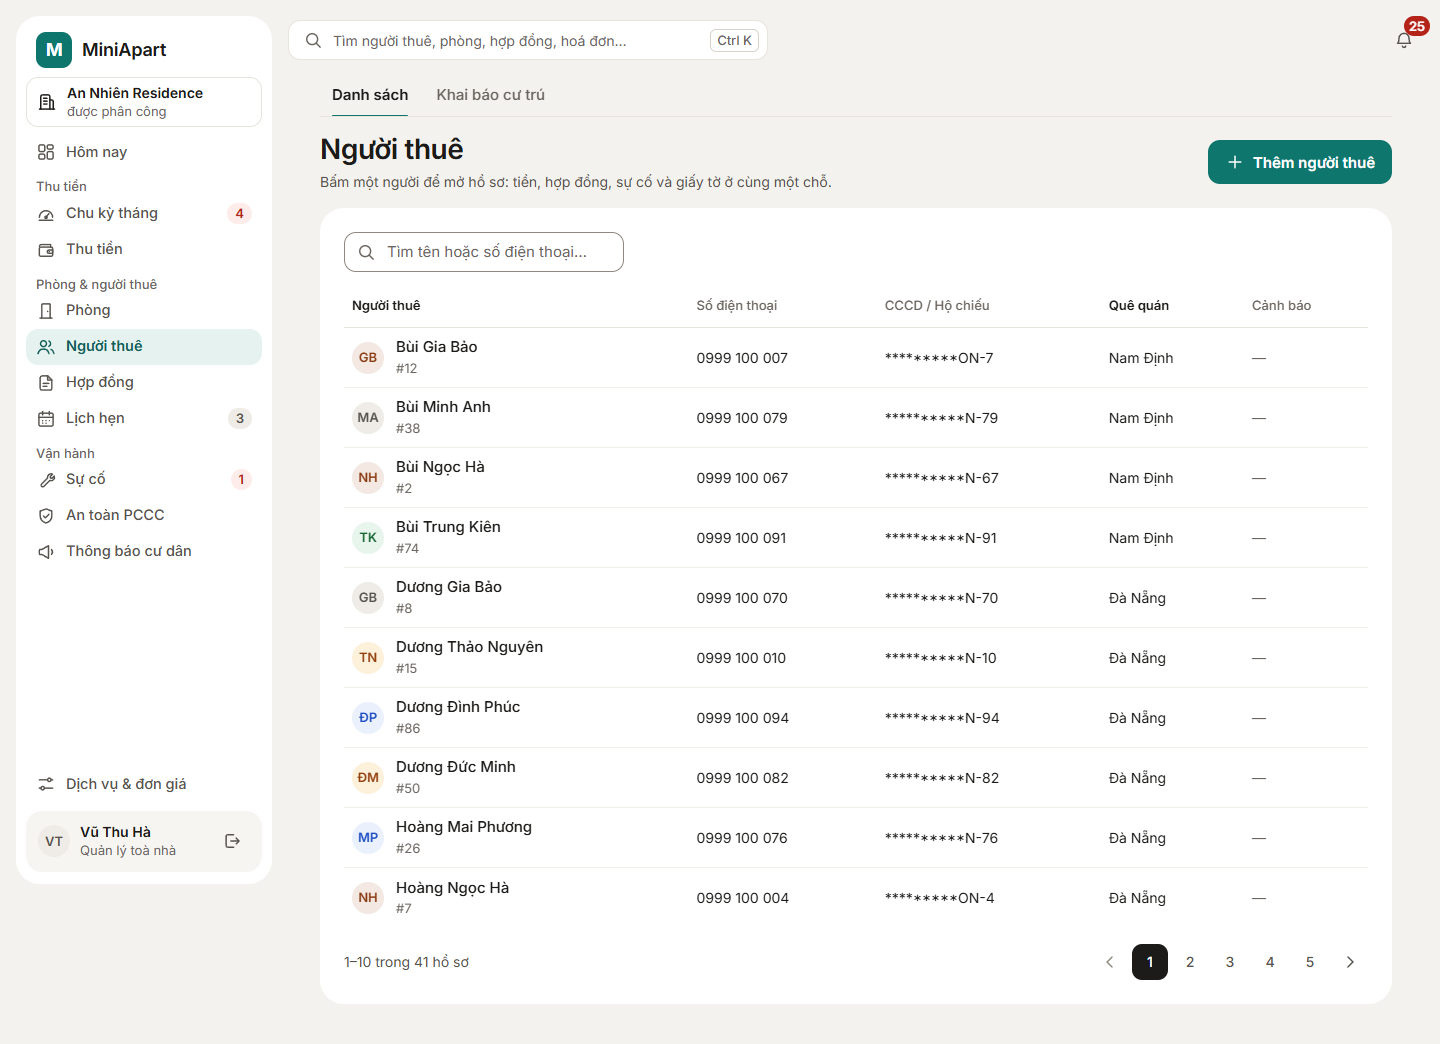 M MiniApart
An Nhiên Residence
được phân công
Hôm nay
Thu tiền
Chu kỳ tháng 4
Thu tiền
Phòng & người thuê
Phòng
Người thuê
Hợp đồng
Lịch hẹn 3
Vận hành
Sự cố 1
An toàn PCCC
Thông báo cư dân
Dịch vụ & đơn giá
VT Vũ Thu Hà
Quản lý toà nhà
Tìm người thuê, phòng, hợp đồng, hoá đơn... Ctrl K
25
Danh sách Khai báo cư trú
Người thuê
Bấm một người để mở hồ sơ: tiền, hợp đồng, sự cố và giấy tờ ở cùng một chỗ.
Thêm người thuê
Tìm tên hoặc số điện thoại...
Người thuê Số điện thoại CCCD / Hộ chiếu Quê quán Cảnh báo
GB Bùi Gia Bảo 0999 100 007 *********ON-7 Nam Định —
#12
MA Bùi Minh Anh 0999 100 079 **********N-79 Nam Định —
#38
NH Bùi Ngọc Hà 0999 100 067 **********N-67 Nam Định —
#2
TK Bùi Trung Kiên 0999 100 091 **********N-91 Nam Định —
#74
GB Dương Gia Bảo 0999 100 070 **********N-70 Đà Nẵng —
#8
TN Dương Thảo Nguyên 0999 100 010 **********N-10 Đà Nẵng —
#15
ĐP Dương Đình Phúc 0999 100 094 **********N-94 Đà Nẵng —
#86
ĐM Dương Đức Minh 0999 100 082 **********N-82 Đà Nẵng —
#50
MP Hoàng Mai Phương 0999 100 076 **********N-76 Đà Nẵng —
#26
NH Hoàng Ngọc Hà 0999 100 004 *********ON-4 Đà Nẵng —
#7
1–10 trong 41 hồ sơ
1 2 3 4 5